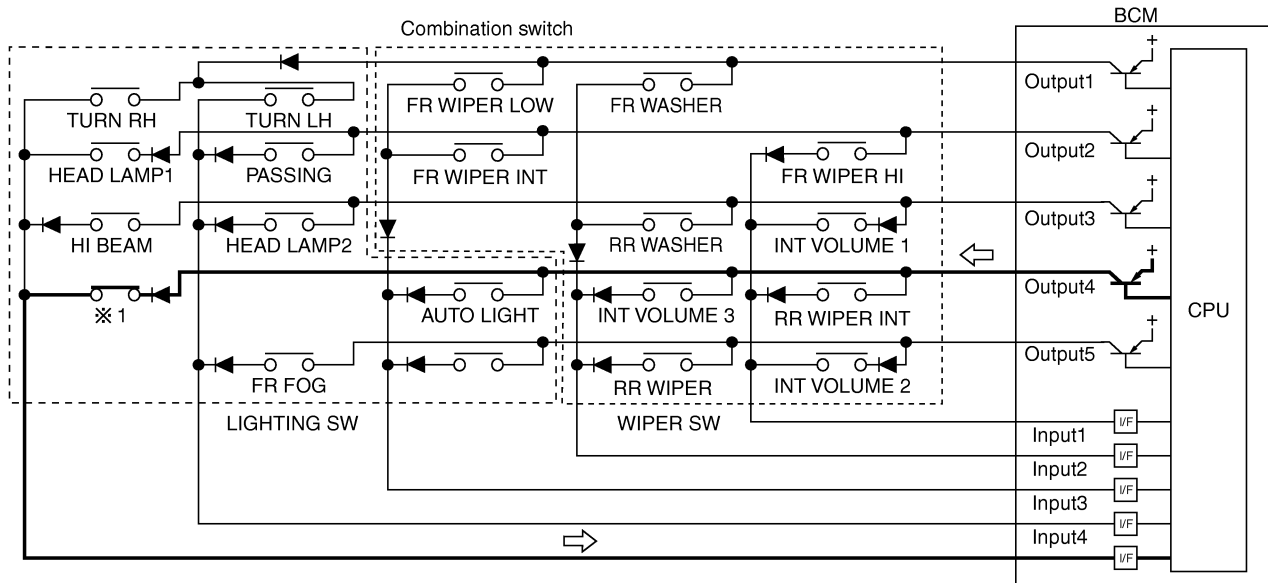 BCM
Combination switch
+
Output1
TURN RH
TURN LH
FR WIPER LOW
FR WASHER
+
Output2
HEAD LAMP1
PASSING
FR WIPER INT
FR WIPER HI
+
Output3
HI BEAM
HEAD LAMP2
RR WASHER
INT VOLUME 1
+
Output4
※ 1
AUTO LIGHT
INT VOLUME 3
RR WIPER INT
CPU
+
Output5
FR FOG
RR WIPER
INT VOLUME 2
LIGHTING SW
WIPER SW
I/F
Input1
I/F
Input2
I/F
Input3
I/F
Input4
I/F